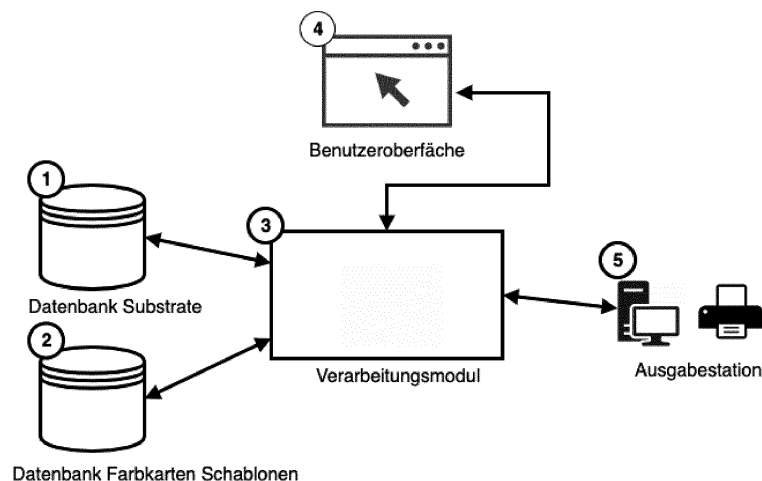 4
Benutzeroberfäche
1
3
Datenbank Substrate
5
2
Verarbeitungsmodul
Ausgabestation
Datenbank Farbkarten Schablonen